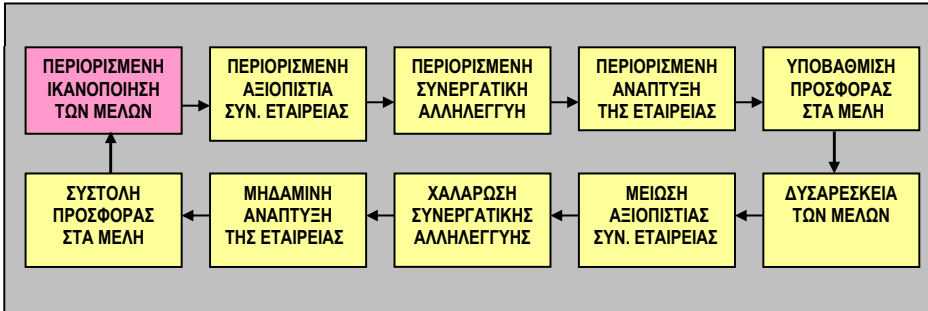 ΠΕΡΙΟΡΙΣΜΕΝΗ
ΙΚΑΝΟΠΟΙΗΣΗ
ΤΩΝ ΜΕΛΩΝ
ΠΕΡΙΟΡΙΣΜΕΝΗ
ΑΞΙΟΠΙΣΤΙΑ
ΣΥΝ. ΕΤΑΙΡΕΙΑΣ
ΠΕΡΙΟΡΙΣΜΕΝΗ
ΣΥΝΕΡΓΑΤΙΚΗ
ΑΛΛΗΛΕΓΓΥΗ
ΠΕΡΙΟΡΙΣΜΕΝΗ
ΑΝΑΠΤΥΞΗ
ΤΗΣ ΕΤΑΙΡΕΙΑΣ
ΥΠΟΒΑΘΜΙΣΗ
ΠΡΟΣΦΟΡΑΣ
ΣΤΑ ΜΕΛΗ
ΔΥΣΑΡΕΣΚΕΙΑ
ΤΩΝ ΜΕΛΩΝ
ΜΕΙΩΣΗ
ΑΞΙΟΠΙΣΤΙΑΣ
ΣΥΝ. ΕΤΑΙΡΕΙΑΣ
ΧΑΛΑΡΩΣΗ
ΣΥΝΕΡΓΑΤΙΚΗΣ
ΑΛΛΗΛΕΓΓΥΗΣ
ΜΗΔΑΜΙΝΗ
ΑΝΑΠΤΥΞΗ
ΤΗΣ ΕΤΑΙΡΕΙΑΣ
ΣΥΣΤΟΛΗ
ΠΡΟΣΦΟΡΑΣ
ΣΤΑ ΜΕΛΗ